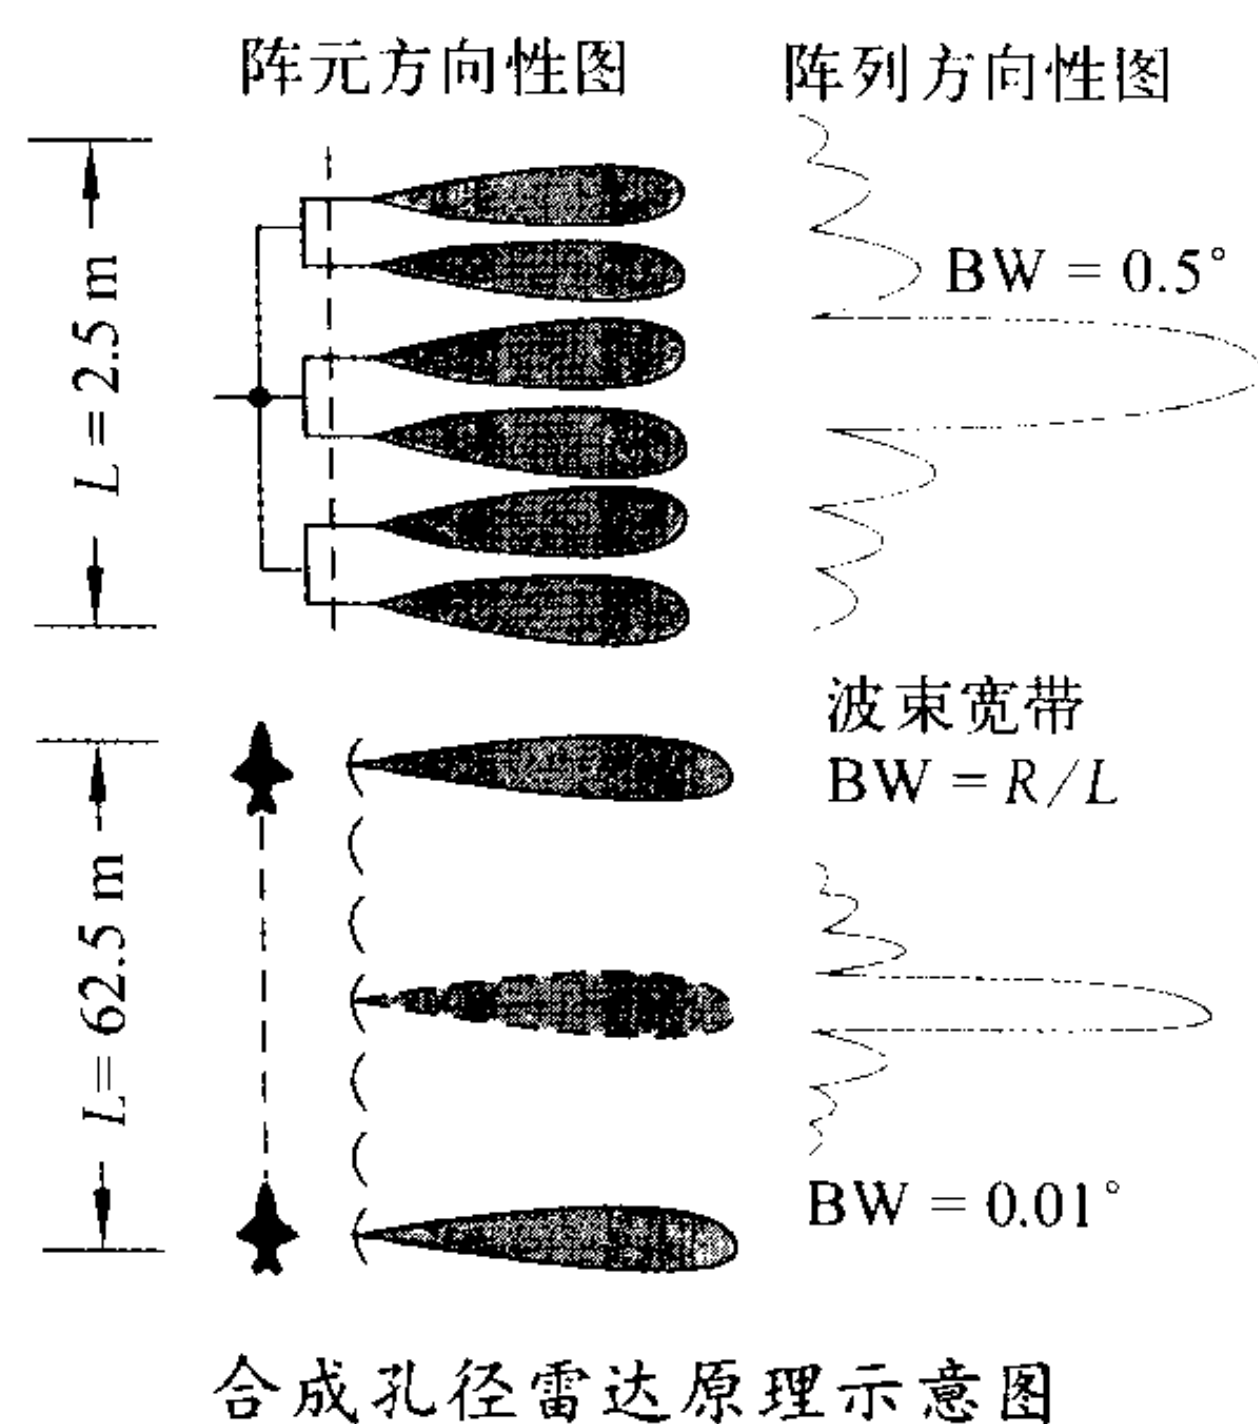 阵元方向性图
阵列方向性图
L = 2.5 m
BW = 0.5°
波束宽带
BW = R/L
L = 62.5 m
BW = 0.01°
合成孔径雷达原理示意图